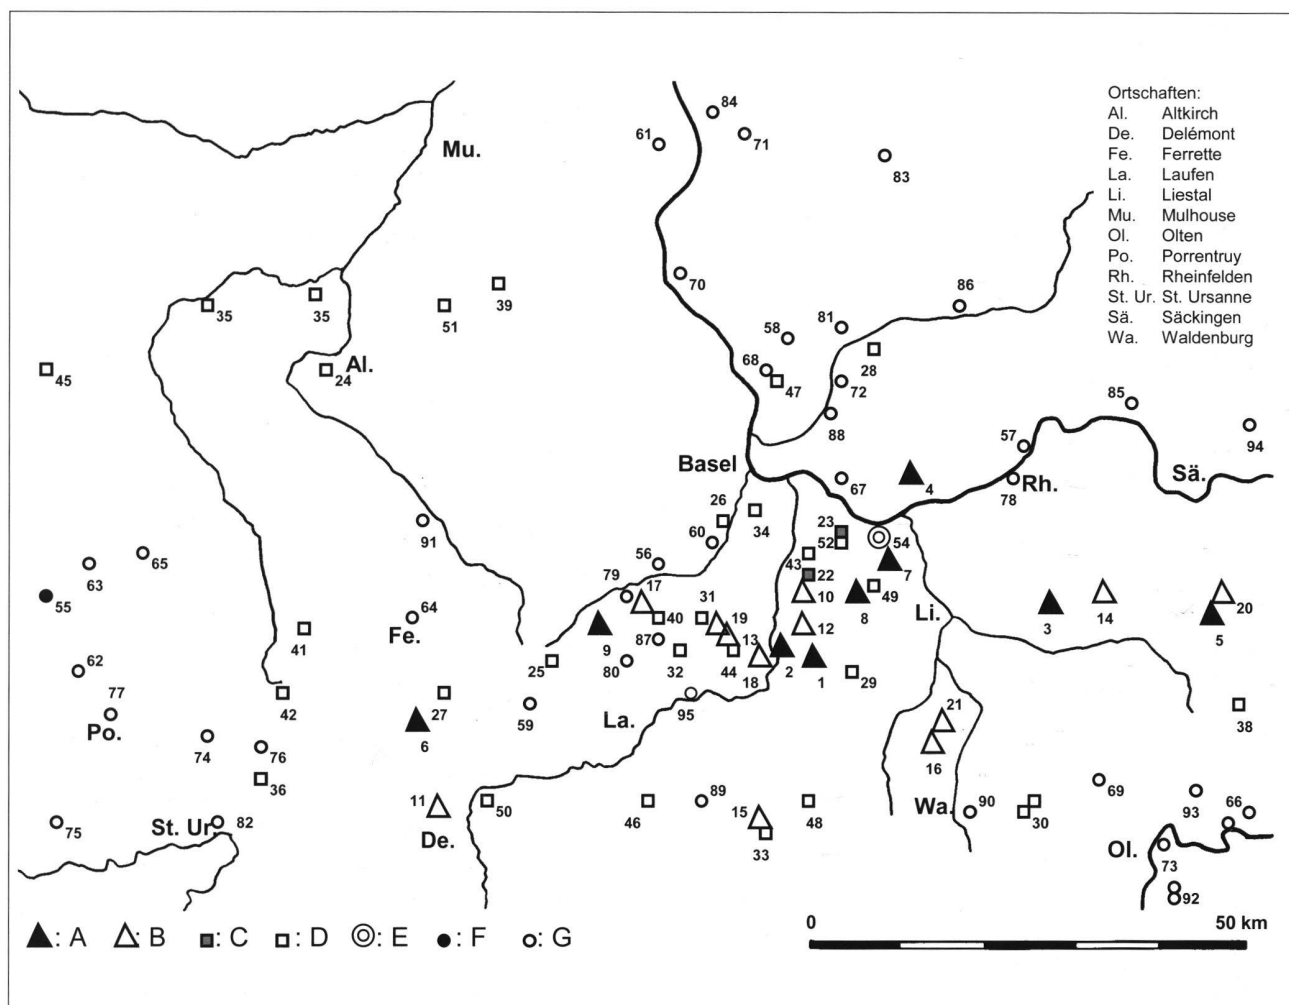 Ortschaften:
Al. Altkirch
De. Delémont
Fe. Ferrette
La. Laufen
Li. Liestal
Mu. Mulhouse
Ol. Olten
Po. Porrentruy
Rh. Rheinfelden
St. Ur. St. Ursanne
Sä. Säckingen
Wa. Waldenburg
84
61
71
Mu.
83
70
39
86
35
35
51
58
81
68
28
45
24
Al.
47
72
85
88
57
94
Basel
67
4
Rh.
78
Sä.
26
34
23
91
60
52
54
65
56
43
63
79
17
22
7
55
31
10
49
20
64
40
19
8
Li.
3
14
5
Fe.
12
41
9
87
13
62
25
80
32
44
18
2
1
29
77
42
27
59
La.
95
21
38
Po.
74
76
6
16
36
11
50
46
89
15
48
Wa.
90
69
93
66
30
75
St. Ur.
82
De.
33
Ol.
73
92
0
50 km
: A
: B
: C
: D
: E
: F
: G